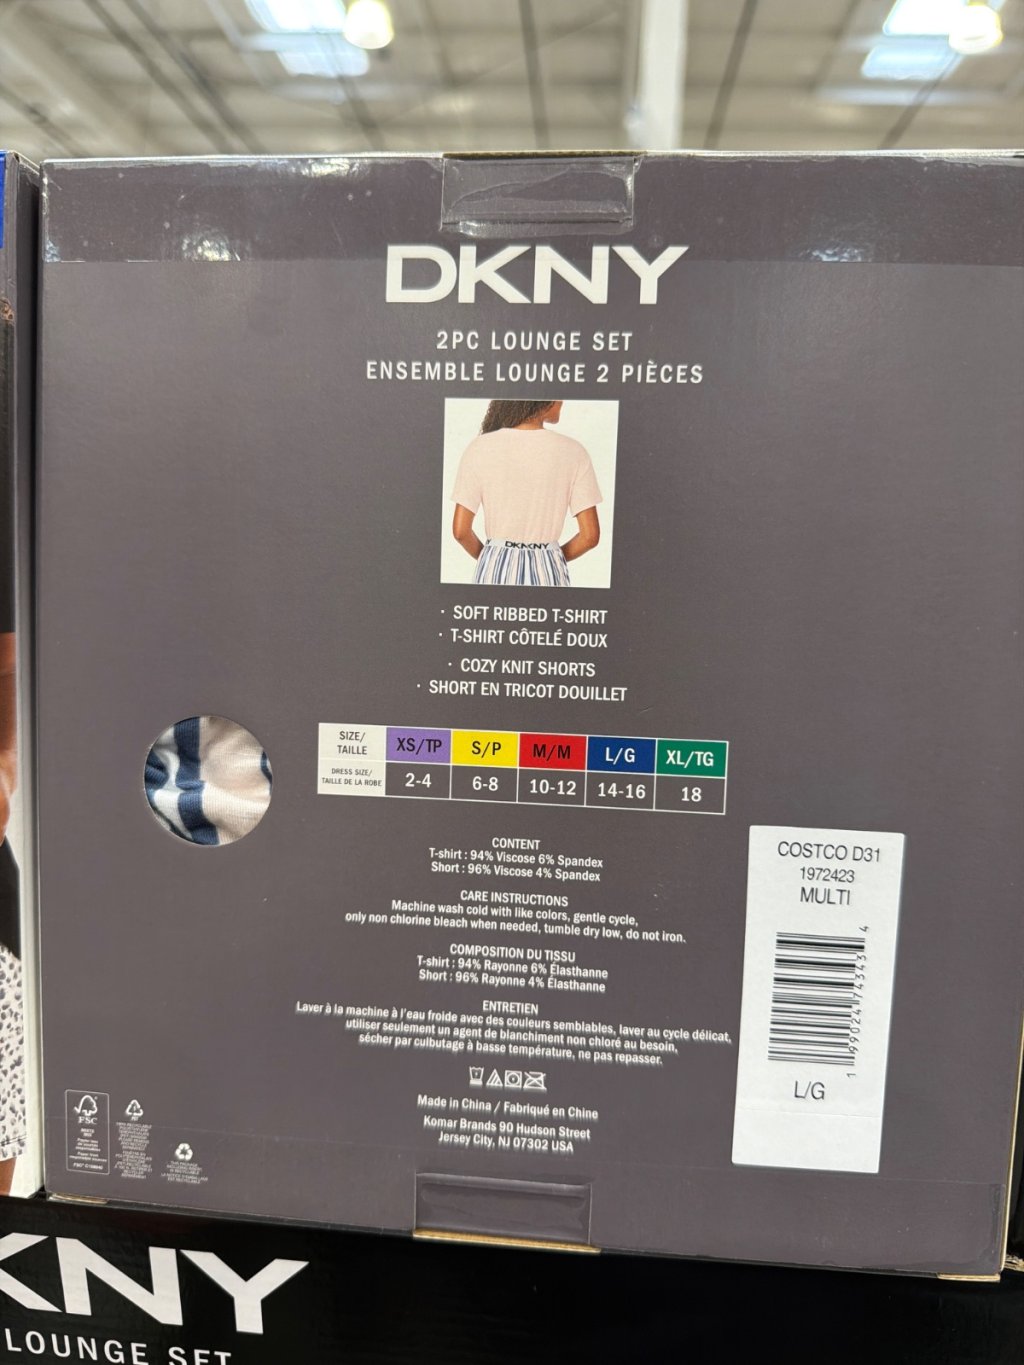 DKNY
2PC LOUNGE SET
ENSEMBLE LOUNGE 2 PIÈCES
DKNY
· SOFT RIBBED T-SHIRT
· T-SHIRT CÔTELÉ DOUX
· COZY KNIT SHORTS
· SHORT EN TRICOT DOUILLET
SIZE/ TAILLE XS/TP S/P M/M L/G XL/TG
DRESS SIZE/ TAILLE DE LA ROBE 2-4 6-8 10-12 14-16 18
CONTENT
T-shirt : 94% Viscose 6% Spandex
Short : 96% Viscose 4% Spandex
CARE INSTRUCTIONS
Machine wash cold with like colors, gentle cycle,
only non chlorine bleach when needed, tumble dry low, do not iron.
COMPOSITION DU TISSU
T-shirt : 94% Rayonne 6% Élasthanne
Short : 96% Rayonne 4% Élasthanne
ENTRETIEN
Laver à la machine à l'eau froide avec des couleurs semblables, laver au cycle délicat,
utiliser seulement un agent de blanchiment non chloré au besoin,
sécher par culbutage à basse température, ne pas repasser.
Made in China / Fabriqué en Chine
Komar Brands 90 Hudson Street
Jersey City, NJ 07302 USA
COSTCO D31
1972423
MULTI
1 99024 74343 4
L/G
FSC
KNY
LOUNGE SET